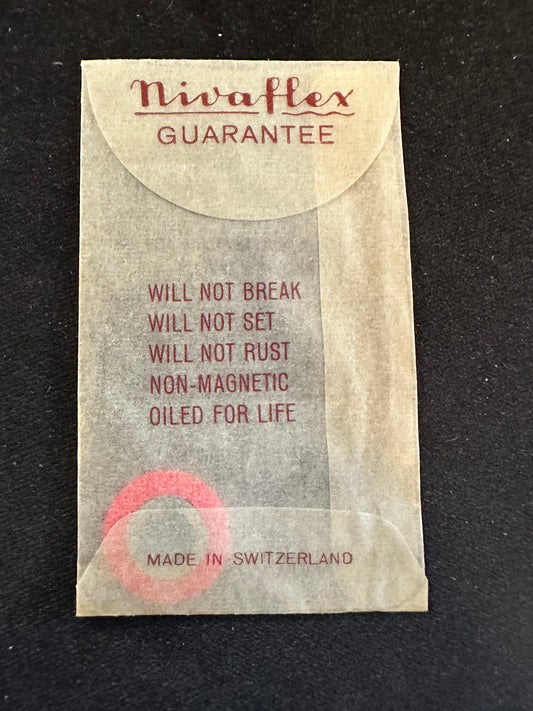 Nivaflex
GUARANTEE
WILL NOT BREAK
WILL NOT SET
WILL NOT RUST
NON-MAGNETIC
OILED FOR LIFE
MADE IN SWITZERLAND